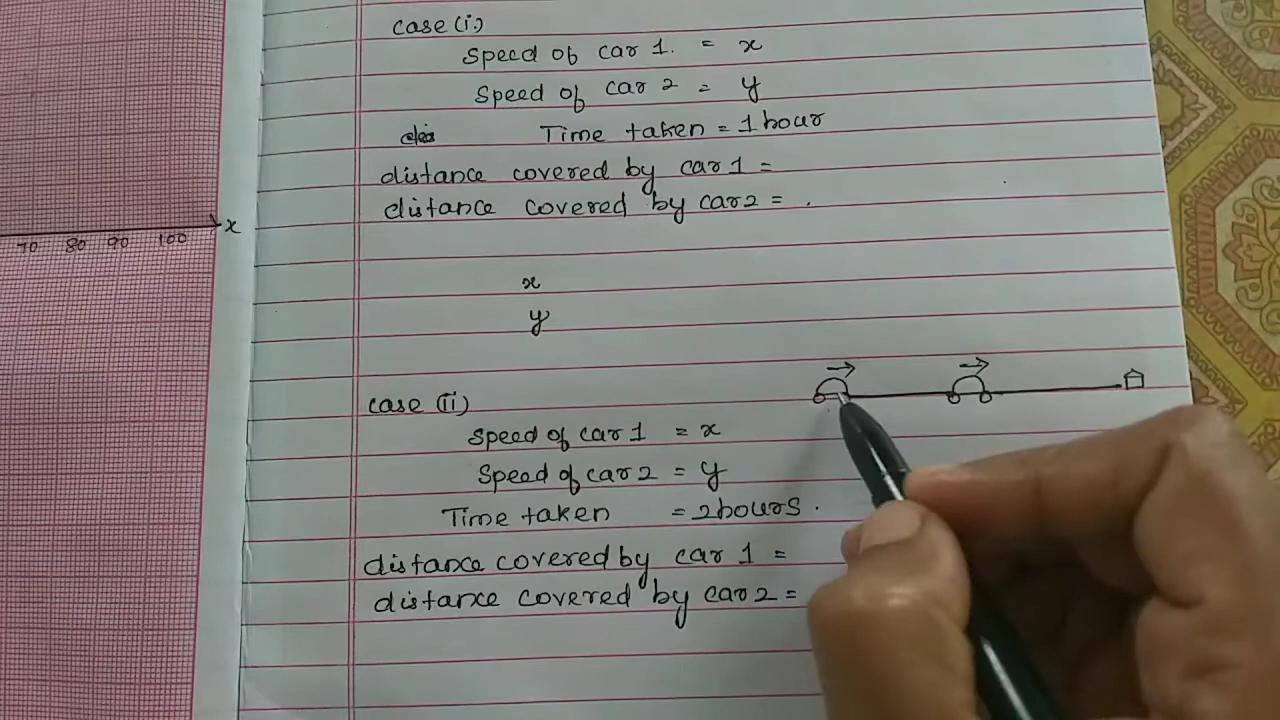 case (i)
speed of car 1. = x
speed of car 2 = y
Time taken = 1 hour
distance covered by car 1 =
distance covered by car 2 = .
x
70 80 90 100
x
y
case (ii)
speed of car 1 = x
speed of car 2 = y
Time taken = 2 hours.
distance covered by car 1 =
distance covered by car 2 =